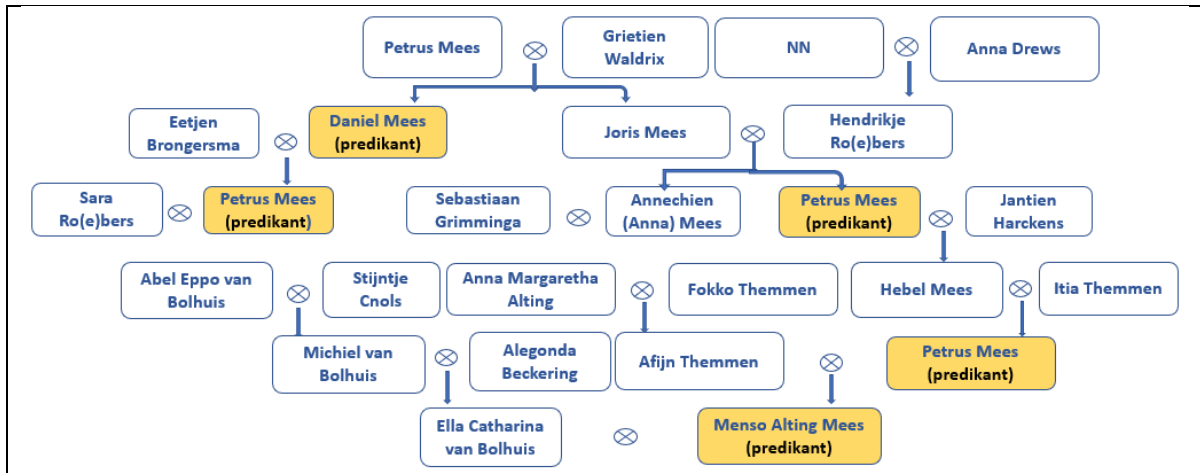 Petrus Mees
Grietien
Waldrix
NN
Anna Drews
Eetjen
Brongersma
Daniel Mees
(predikant)
Joris Mees
Hendrikje
Ro(e)bers
Sara
Ro(e)bers
Petrus Mees
(predikant)
Sebastiaan
Grimminga
Annechien
(Anna) Mees
Petrus Mees
(predikant)
Jantien
Harckens
Abel Eppo van
Bolhuis
Stijntje
Cnols
Anna Margaretha
Alting
Fokko Themmen
Hebel Mees
Itia Themmen
Michiel van
Bolhuis
Alegonda
Beckering
Afijn Themmen
Petrus Mees
(predikant)
Ella Catharina
van Bolhuis
Menso Alting Mees
(predikant)